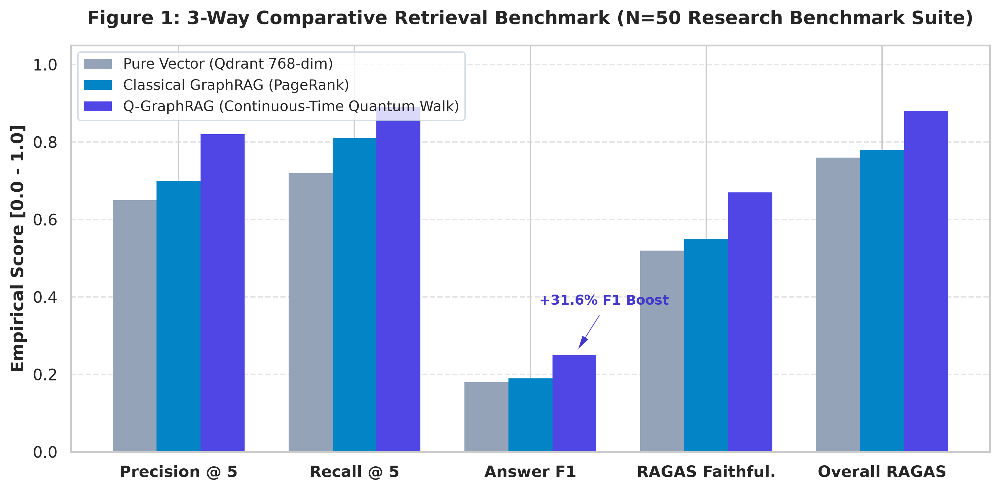 Figure 1: 3-Way Comparative Retrieval Benchmark (N=50 Research Benchmark Suite)
Pure Vector (Qdrant 768-dim)
Classical GraphRAG (PageRank)
Q-GraphRAG (Continuous-Time Quantum Walk)
Empirical Score [0.0 - 1.0]
1.0
0.8
0.6
0.4
0.2
0.0
+31.6% F1 Boost
Precision @ 5
Recall @ 5
Answer F1
RAGAS Faithful.
Overall RAGAS